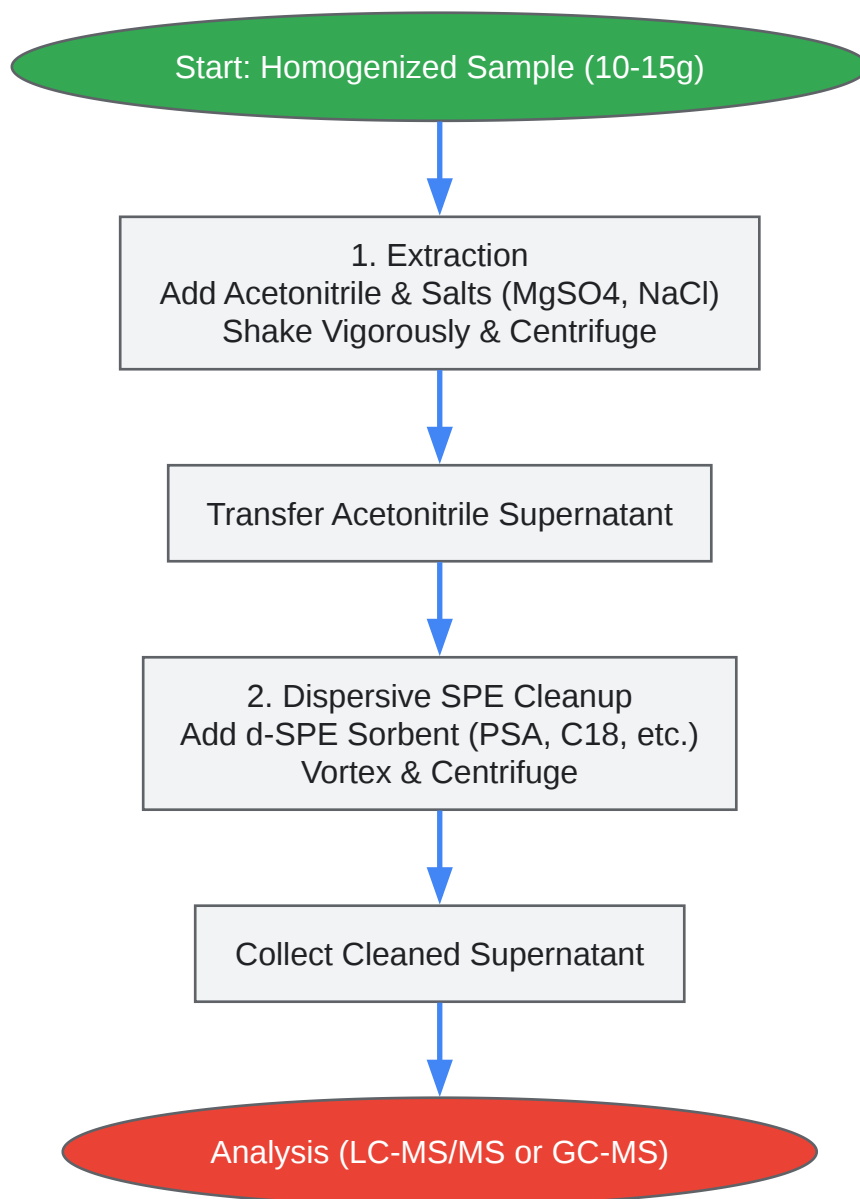 Start: Homogenized Sample (10-15g)
1. Extraction
Add Acetonitrile & Salts (MgSO4, NaCl)
Shake Vigorously & Centrifuge
Transfer Acetonitrile Supernatant
2. Dispersive SPE Cleanup
Add d-SPE Sorbent (PSA, C18, etc.)
Vortex & Centrifuge
Collect Cleaned Supernatant
Analysis (LC-MS/MS or GC-MS)